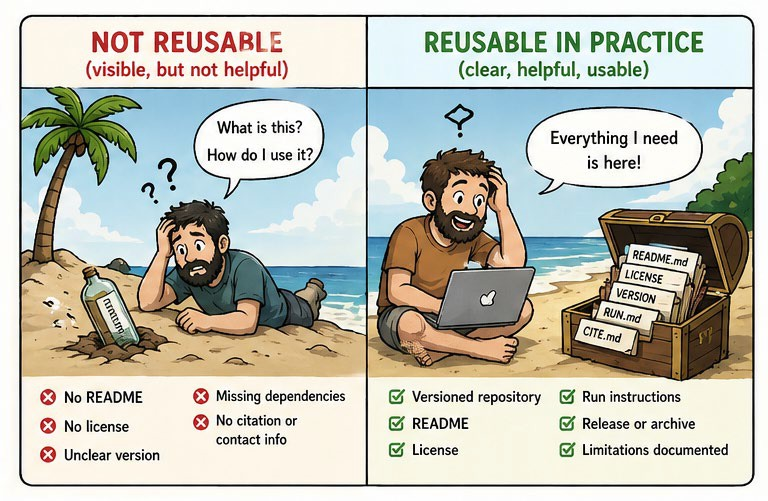 NOT REUSABLE
(visible, but not helpful)
What is this?
How do I use it?
? ?
No README
No license
Unclear version
Missing dependencies
No citation or
contact info
REUSABLE IN PRACTICE
(clear, helpful, usable)
Everything I need
is here!
README.md
LICENSE
VERSION
RUN.md
CITE.md
Versioned repository
README
License
Run instructions
Release or archive
Limitations documented